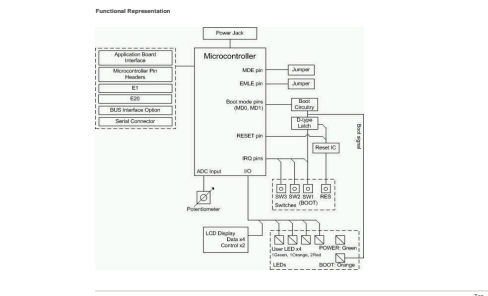 Functional Representation
Power Jack
Microcontroller
Application Board
Interface
Microcontroller Pin
Headers
E1
E20
BUS Interface Option
Serial Connector
MDE pin
Jumper
EMLE pin
Jumper
Boot mode pins
(MD0, MD1)
Boot
Circuitry
D-type
Latch
RESET pin
Reset IC
Boot signal
IRQ pins
ADC Input
I/O
SW3 SW2 SW1
(BOOT)
RES
Switches
Potentiometer
LCD Display
Data x4
Control x2
User LED x4
1Green, 1Orange, 2Red
POWER: Green
LEDs
BOOT: Orange